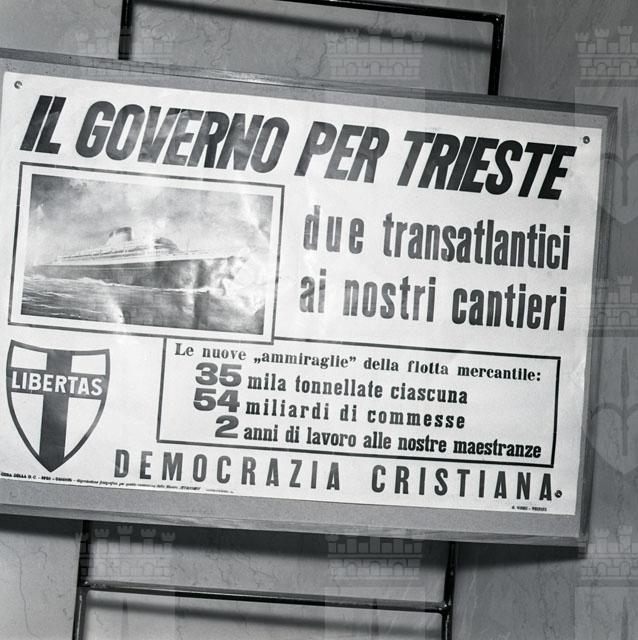 IL GOVERNO PER TRIESTE
due transatlantici
ai nostri cantieri
Le nuove „ammiraglie” della flotta mercantile:
35 mila tonnellate ciascuna
54 miliardi di commesse
2 anni di lavoro alle nostre maestranze
LIBERTAS
DEMOCRAZIA CRISTIANA